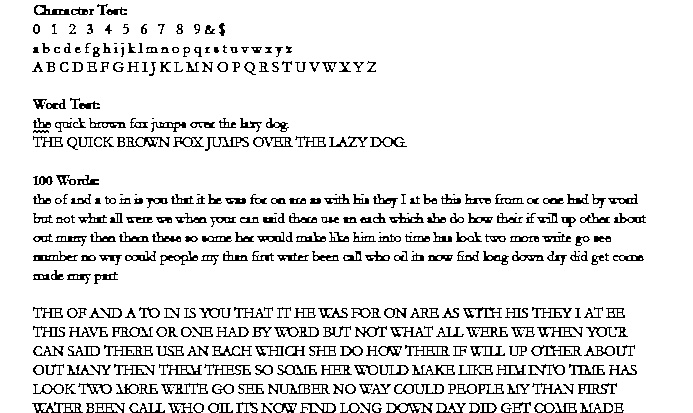 Character Test:
0 1 2 3 4 5 6 7 8 9 & $
a b c d e f g h i j k l m n o p q r s t u v w x y z
A B C D E F G H I J K L M N O P Q R S T U V W X Y Z
Word Test:
the quick brown fox jumps over the lazy dog.
THE QUICK BROWN FOX JUMPS OVER THE LAZY DOG.
100 Words:
the of and a to in is you that it he was for on are as with his they I at be this have from or one had by word
but not what all were we when your can said there use an each which she do how their if will up other about
out many then them these so some her would make like him into time has look two more write go see
number no way could people my than first water been call who oil its now find long down day did get come
made may part
THE OF AND A TO IN IS YOU THAT IT HE WAS FOR ON ARE AS WITH HIS THEY I AT BE
THIS HAVE FROM OR ONE HAD BY WORD BUT NOT WHAT ALL WERE WE WHEN YOUR
CAN SAID THERE USE AN EACH WHICH SHE DO HOW THEIR IF WILL UP OTHER ABOUT
OUT MANY THEN THEM THESE SO SOME HER WOULD MAKE LIKE HIM INTO TIME HAS
LOOK TWO MORE WRITE GO SEE NUMBER NO WAY COULD PEOPLE MY THAN FIRST
WATER BEEN CALL WHO OIL ITS NOW FIND LONG DOWN DAY DID GET COME MADE